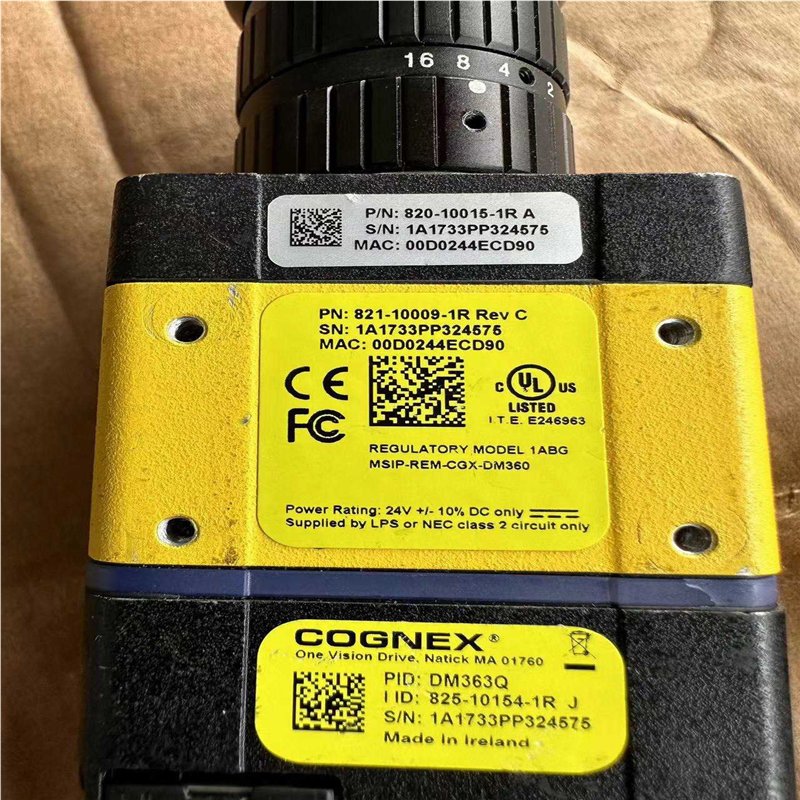 16 8 4 2
P/N: 820-10015-1R A
S/N: 1A1733PP324575
MAC: 00D0244ECD90
PN: 821-10009-1R Rev C
SN: 1A1733PP324575
MAC: 00D0244ECD90
CE
FC
C UL US
LISTED
I.T.E. E246963
REGULATORY MODEL 1ABG
MSIP-REM-CGX-DM360
Power Rating: 24V +/- 10% DC only
Supplied by LPS or NEC class 2 circuit only
COGNEX®
One Vision Drive, Natick MA 01760
PID: DM363Q
I ID: 825-10154-1R J
S/N: 1A1733PP324575
Made in Ireland